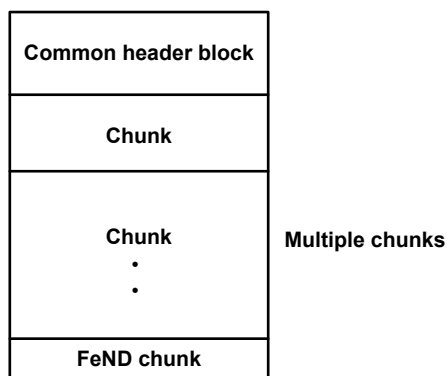 Common header block
Chunk
Chunk
Multiple chunks
•
•
FeND chunk